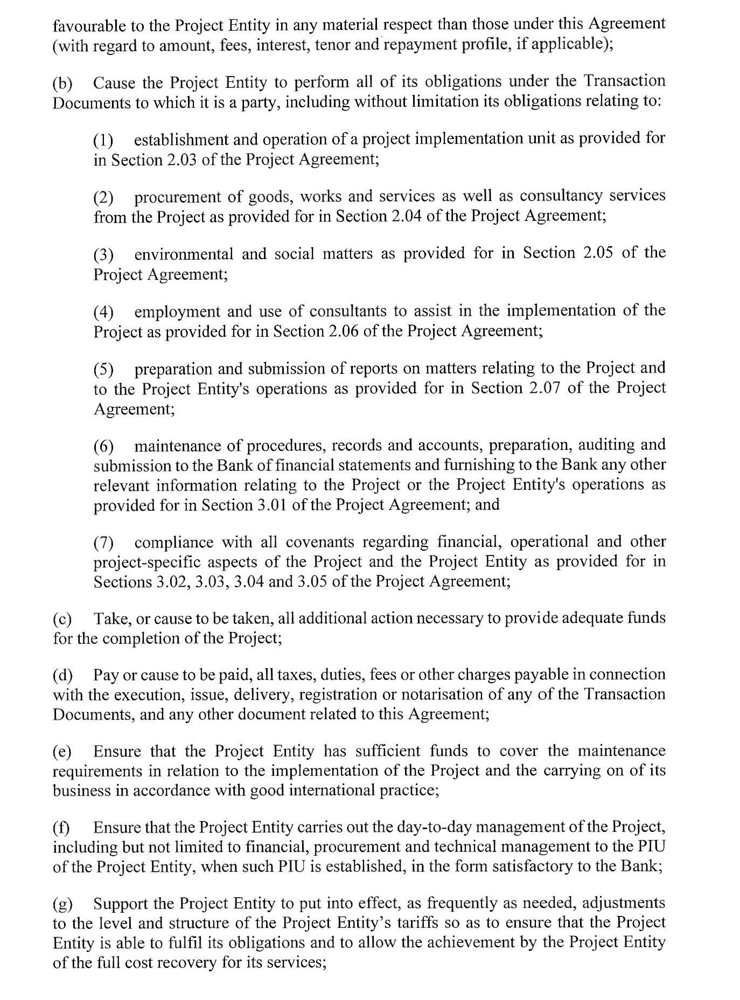 favourable to the Project Entity in any material respect than those under this Agreement
(with regard to amount, fees, interest, tenor and repayment profile, if applicable);
(b) Cause the Project Entity to perform all of its obligations under the Transaction
Documents to which it is a party, including without limitation its obligations relating to:
(1) establishment and operation of a project implementation unit as provided for
in Section 2.03 of the Project Agreement;
(2) procurement of goods, works and services as well as consultancy services
from the Project as provided for in Section 2.04 of the Project Agreement;
(3) environmental and social matters as provided for in Section 2.05 of the
Project Agreement;
(4) employment and use of consultants to assist in the implementation of the
Project as provided for in Section 2.06 of the Project Agreement;
(5) preparation and submission of reports on matters relating to the Project and
to the Project Entity's operations as provided for in Section 2.07 of the Project
Agreement;
(6) maintenance of procedures, records and accounts, preparation, auditing and
submission to the Bank of financial statements and furnishing to the Bank any other
relevant information relating to the Project or the Project Entity's operations as
provided for in Section 3.01 of the Project Agreement; and
(7) compliance with all covenants regarding financial, operational and other
project-specific aspects of the Project and the Project Entity as provided for in
Sections 3.02, 3.03, 3.04 and 3.05 of the Project Agreement;
(c) Take, or cause to be taken, all additional action necessary to provide adequate funds
for the completion of the Project;
(d) Pay or cause to be paid, all taxes, duties, fees or other charges payable in connection
with the execution, issue, delivery, registration or notarisation of any of the Transaction
Documents, and any other document related to this Agreement;
(e) Ensure that the Project Entity has sufficient funds to cover the maintenance
requirements in relation to the implementation of the Project and the carrying on of its
business in accordance with good international practice;
(f) Ensure that the Project Entity carries out the day-to-day management of the Project,
including but not limited to financial, procurement and technical management to the PIU
of the Project Entity, when such PIU is established, in the form satisfactory to the Bank;
(g) Support the Project Entity to put into effect, as frequently as needed, adjustments
to the level and structure of the Project Entity’s tariffs so as to ensure that the Project
Entity is able to fulfil its obligations and to allow the achievement by the Project Entity
of the full cost recovery for its services;